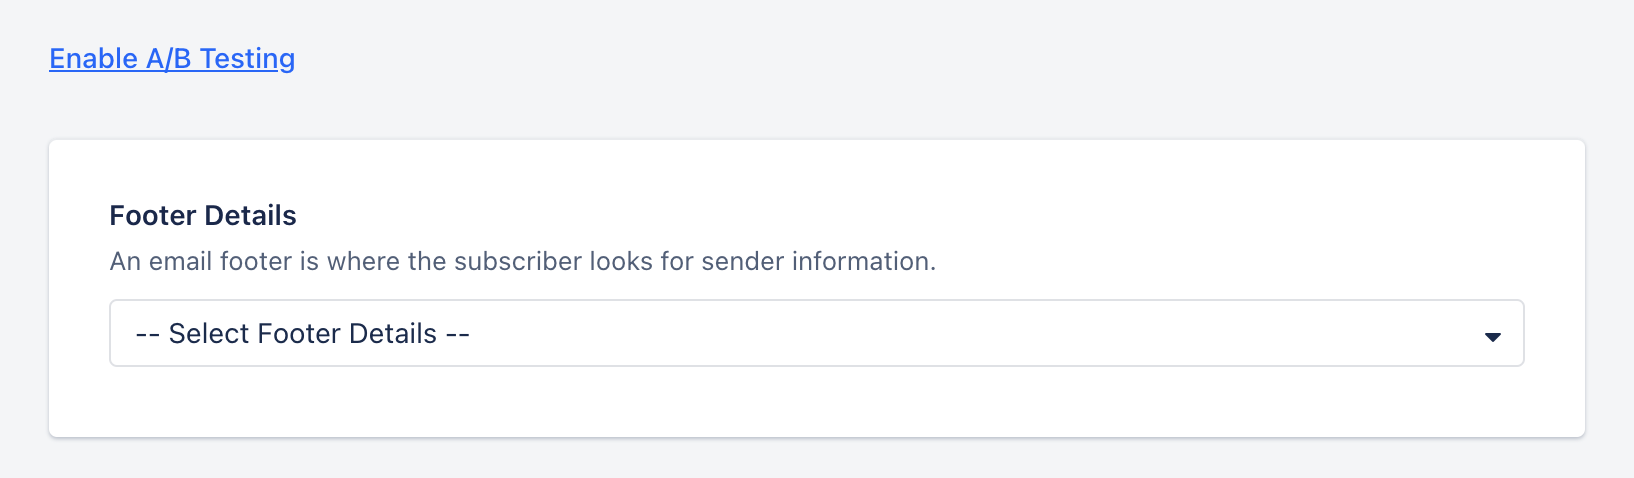 Enable A/B Testing
Footer Details
An email footer is where the subscriber looks for sender information.
-- Select Footer Details --